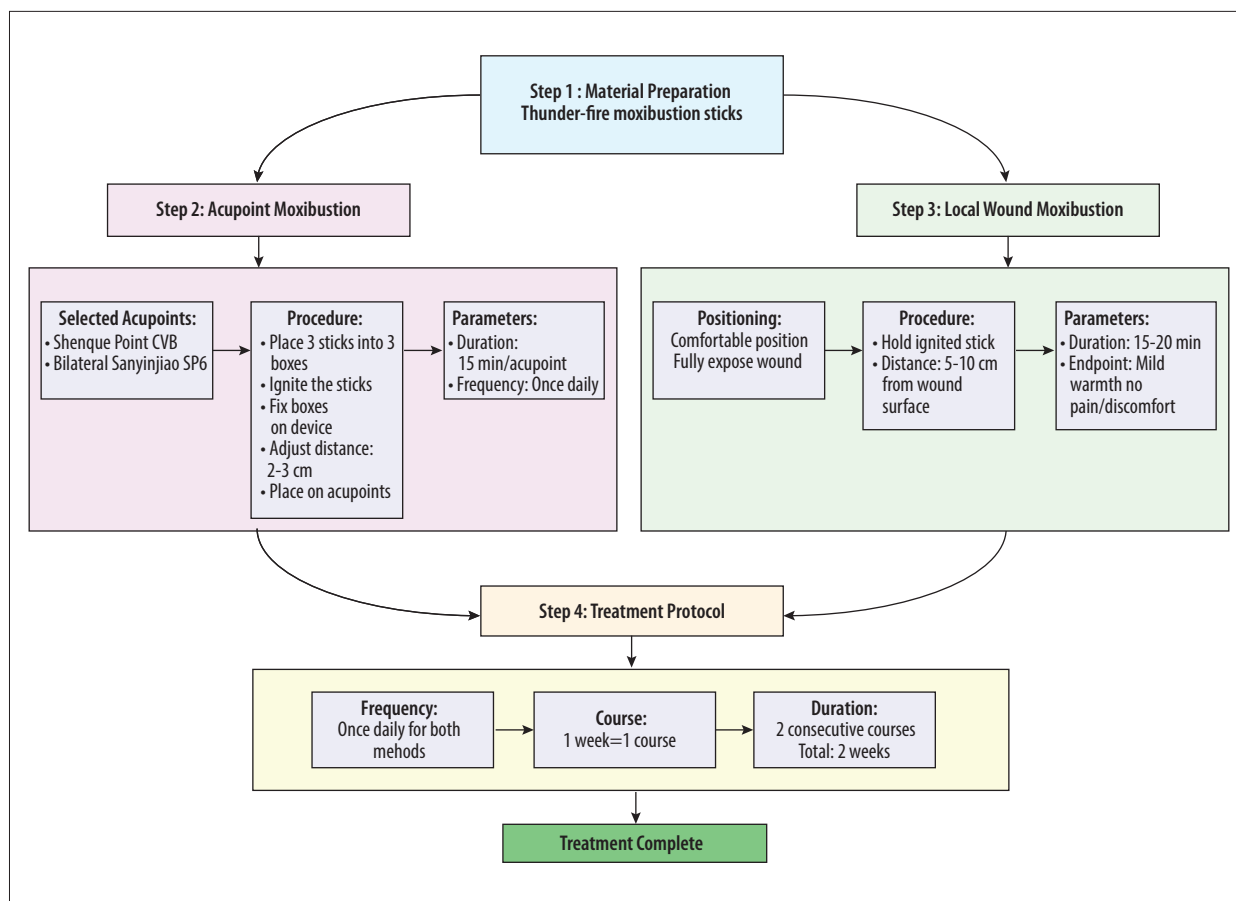 Step 1 : Material Preparation
Thunder-fire moxibustion sticks
Step 2: Acupoint Moxibustion
Selected Acupoints:
• Shenque Point CVB
• Bilateral Sanyinjiao SP6
Procedure:
• Place 3 sticks into 3
boxes
• Ignite the sticks
• Fix boxes
on device
• Adjust distance:
2-3 cm
• Place on acupoints
Parameters:
• Duration:
15 min/acupoint
• Frequency: Once daily
Step 3: Local Wound Moxibustion
Positioning:
Comfortable position
Fully expose wound
Procedure:
• Hold ignited stick
• Distance: 5-10 cm
from wound
surface
Parameters:
• Duration: 15-20 min
• Endpoint: Mild
warmth no
pain/discomfort
Step 4: Treatment Protocol
Frequency:
Once daily for both
mehods
Course:
1 week=1 course
Duration:
2 consecutive courses
Total: 2 weeks
Treatment Complete